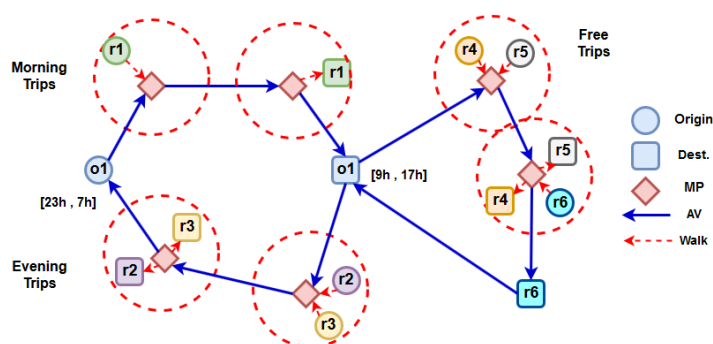 Morning
Trips
r1
r1
r4
r5
Free
Trips
Origin
Dest.
MP
AV
Walk
r5
r4
r6
o1
[23h , 7h]
o1
[9h , 17h]
r3
r2
Evening
Trips
r2
r3
r6